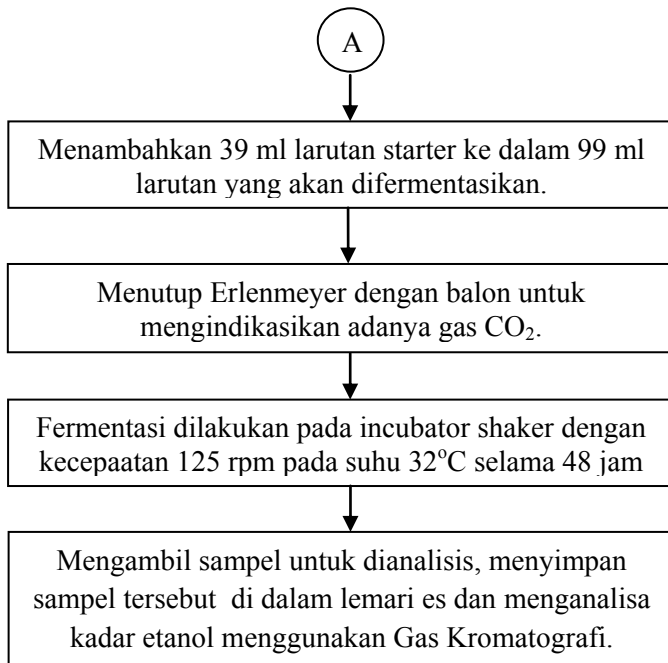 A
Menambahkan 39 ml larutan starter ke dalam 99 ml
larutan yang akan difermentasikan.
Menutup Erlenmeyer dengan balon untuk
mengindikasikan adanya gas CO₂.
Fermentasi dilakukan pada incubator shaker dengan
kecepaatan 125 rpm pada suhu 32°C selama 48 jam
Mengambil sampel untuk dianalisis, menyimpan
sampel tersebut di dalam lemari es dan menganalisa
kadar etanol menggunakan Gas Kromatografi.